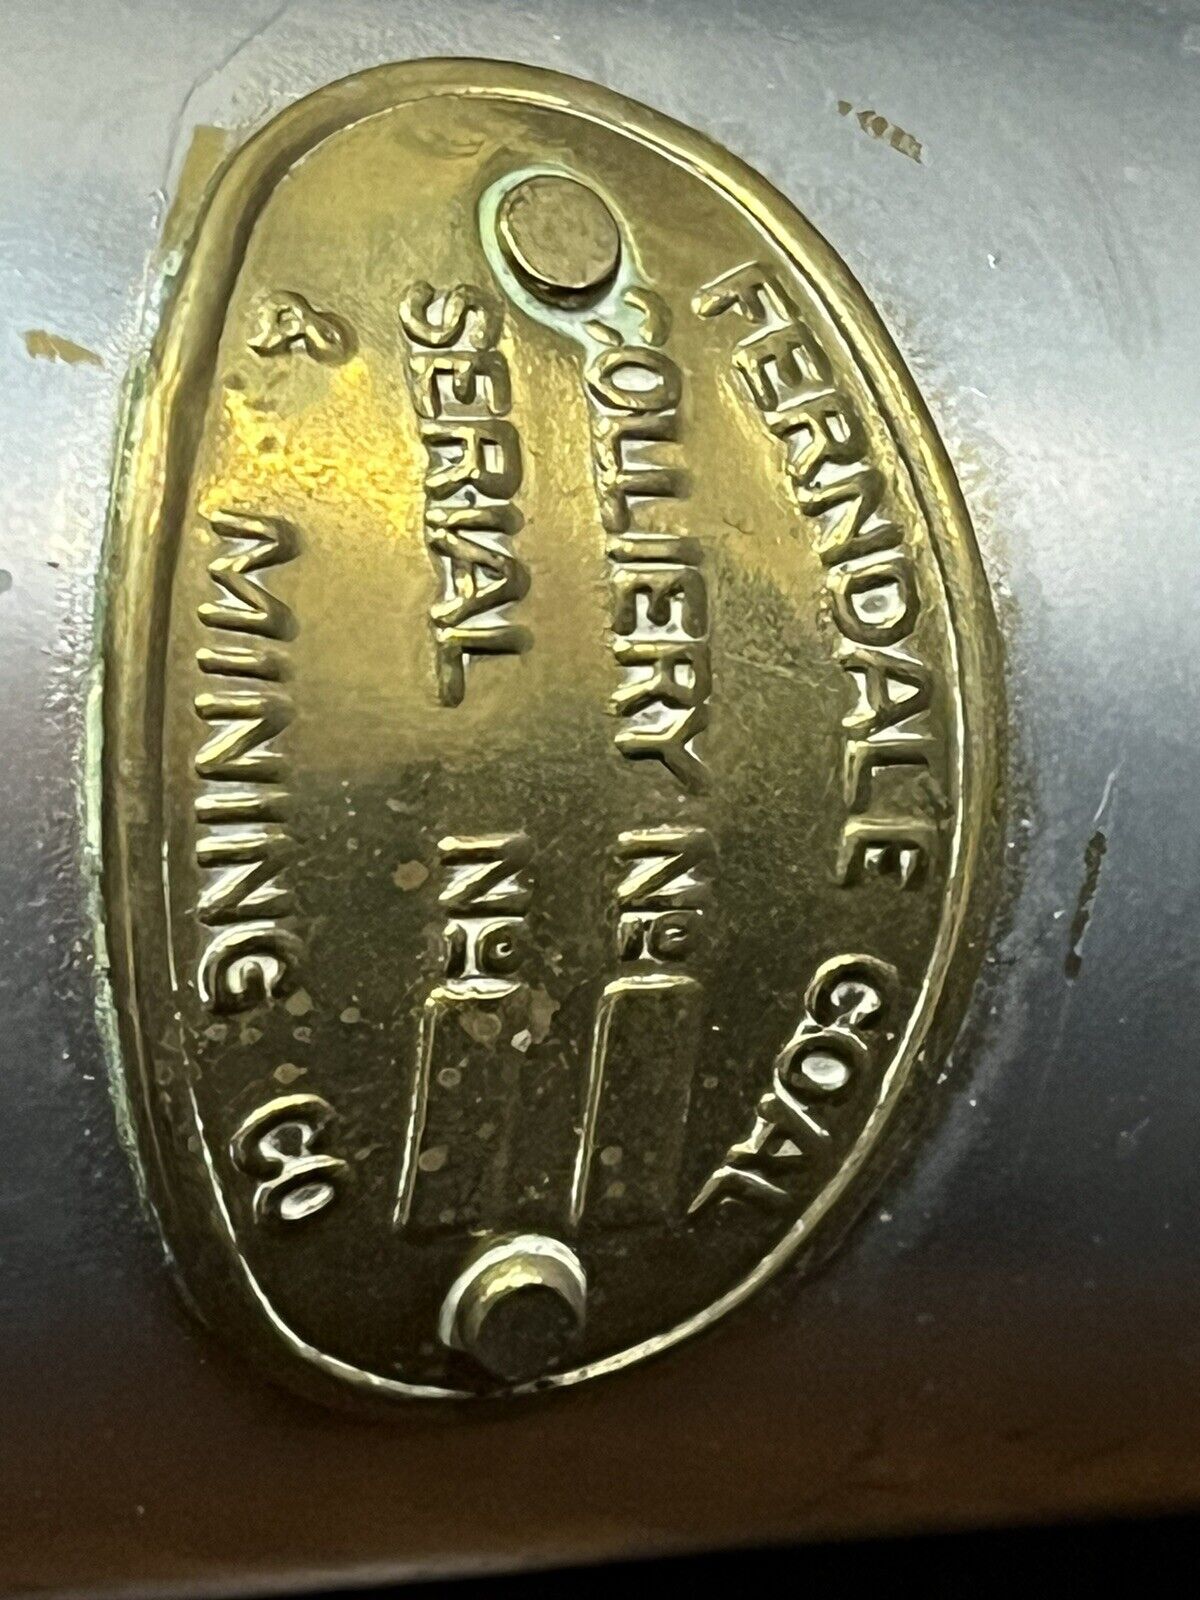 FERNDALE COAL
COLLIERY No
SERIAL No
& MINING Co